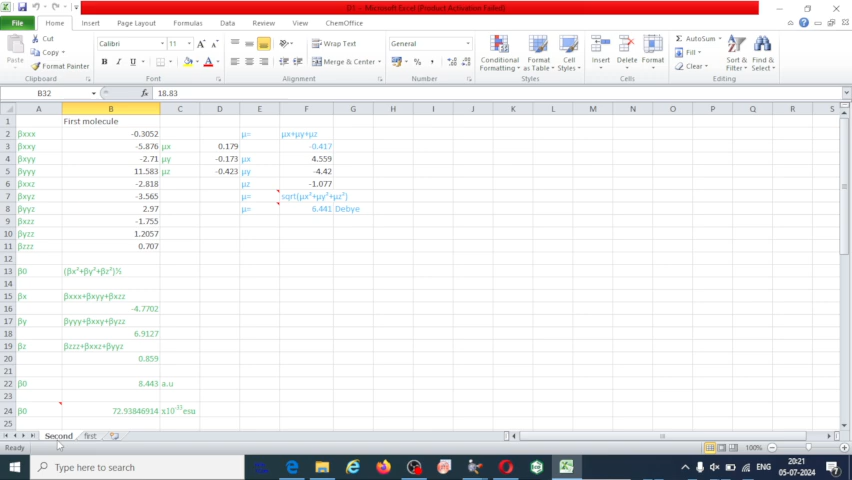 D1 - Microsoft Excel (Product Activation Failed)
File Home Insert Page Layout Formulas Data Review View ChemOffice
Cut
Copy
Format Painter
Paste
Clipboard
Calibri 11
B I U
Font
Wrap Text
Merge & Center
Alignment
General
Number
Conditional Formatting
Format as Table
Cell Styles
Styles
Insert Delete Format
Cells
Σ AutoSum
Fill
Clear
Sort & Filter
Find & Select
Editing
B32 fx 18.83
A B C D E F G H I J K L M N O P Q R S
1 First molecule
2 βxxx -0.3052 μ= μx+μy+μz
3 βxxy -5.876 μx 0.179 -0.417
4 βxyy -2.71 μy -0.173 μx 4.559
5 βyyy 11.583 μz -0.423 μy -4.42
6 βxxz -2.818 μz -1.077
7 βxyz -3.565 μ= sqrt(μx²+μy²+μz²)
8 βyyz 2.97 μ= 6.441 Debye
9 βxzz -1.755
10 βyzz 1.2057
11 βzzz 0.707
12
13 β0 (βx²+βy²+βz²)½
14
15 βx βxxx+βxyy+βxzz
16 -4.7702
17 βy βyyy+βxxy+βyzz
18 6.9127
19 βz βzzz+βxxz+βyyz
20 0.859
21
22 β0 8.443 a.u
23
24 β0 72.93846914 x10⁻³³esu
25
Second first
Ready 100%
Type here to search
ENG
20:21
05-07-2024